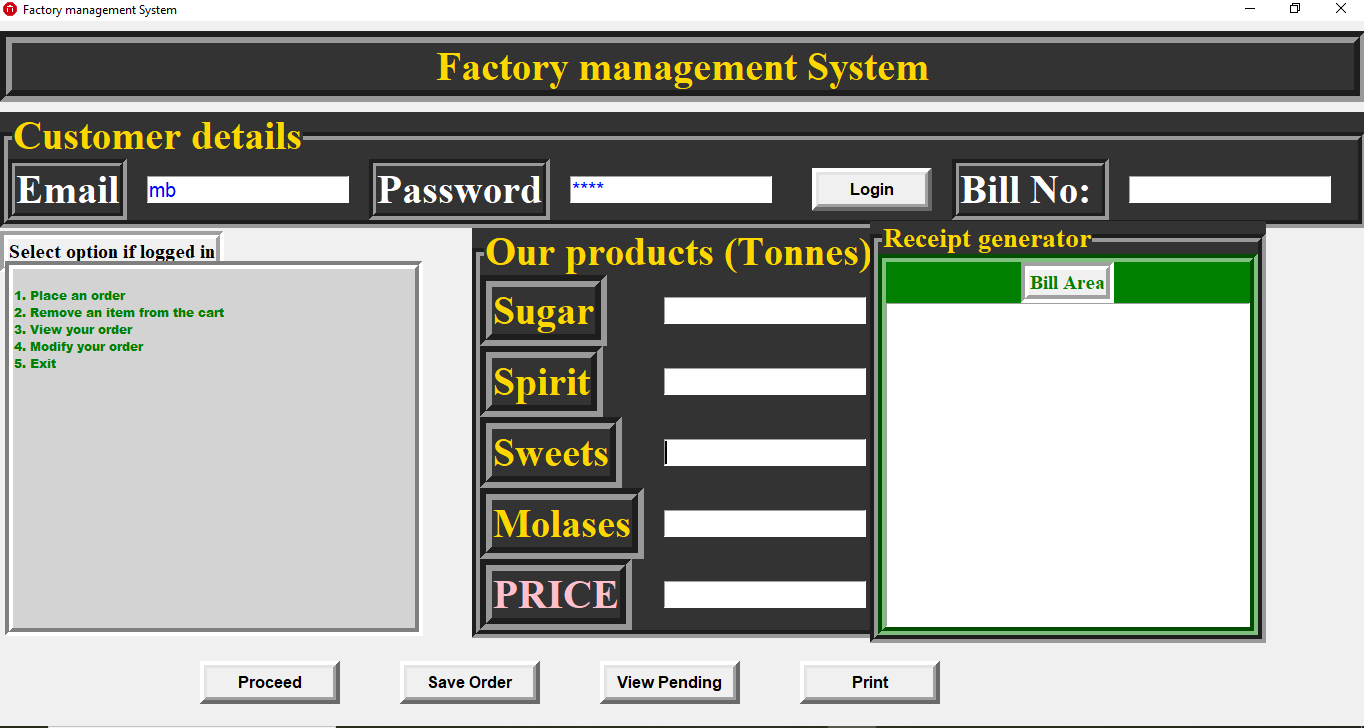 Factory management System
Factory management System
Customer details
Email mb Password **** Login Bill No:
Select option if logged in
1. Place an order
2. Remove an item from the cart
3. View your order
4. Modify your order
5. Exit
Our products (Tonnes)
Sugar
Spirit
Sweets
Molases
PRICE
Receipt generator
Bill Area
Proceed Save Order View Pending Print